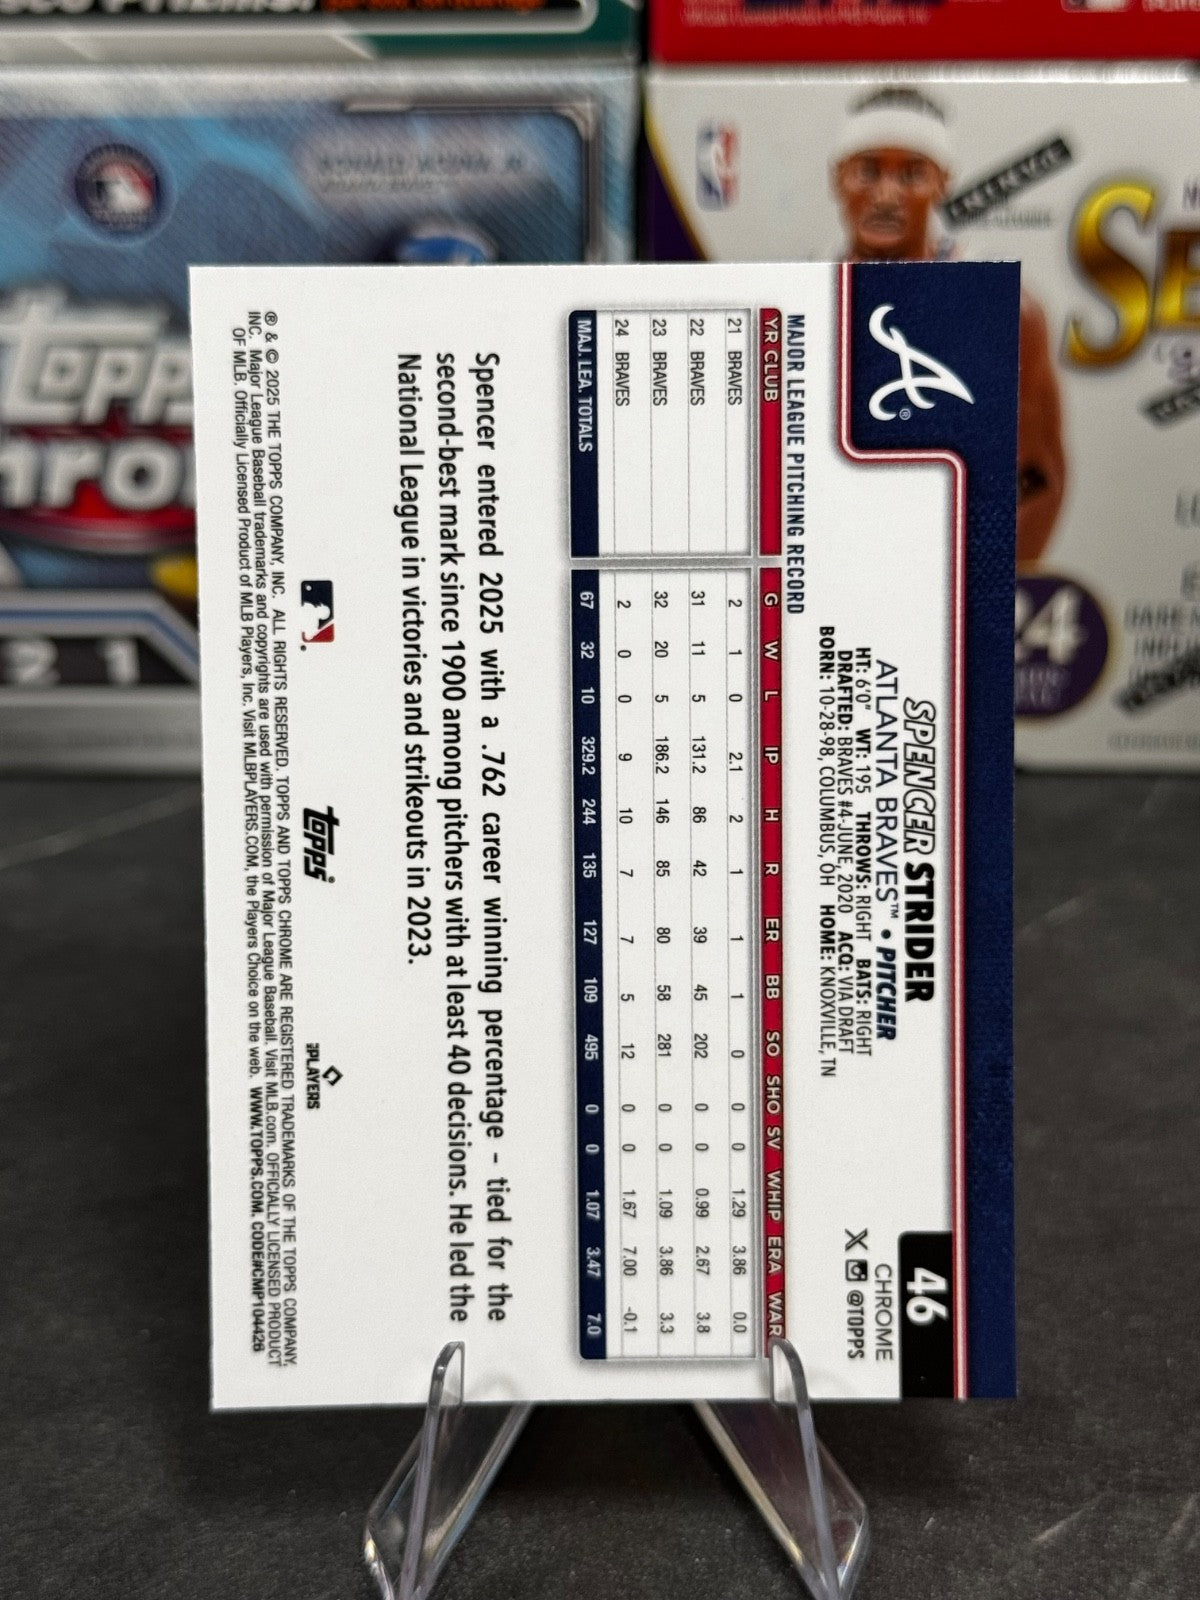 46
CHROME
@TOPPS
SPENCER STRIDER
ATLANTA BRAVES™ • PITCHER
HT: 6'0" WT: 195 THROWS: RIGHT BATS: RIGHT
DRAFTED: BRAVES #4-JUNE, 2020 ACQ: VIA DRAFT
BORN: 10-28-98, COLUMBUS, OH HOME: KNOXVILLE, TN
MAJOR LEAGUE PITCHING RECORD
YR CLUB G W L IP H R ER BB SO SHO SV WHIP ERA WAR
21 BRAVES 2 1 0 2.1 2 1 1 1 0 0 0 1.29 3.86 0.0
22 BRAVES 31 11 5 131.2 86 42 39 45 202 0 0 0.99 2.67 3.8
23 BRAVES 32 20 5 186.2 146 85 80 58 281 0 0 1.09 3.86 3.3
24 BRAVES 2 0 0 9 10 7 7 5 12 0 0 1.67 7.00 -0.1
MAJ. LEA. TOTALS 67 32 10 329.2 244 135 127 109 495 0 0 1.07 3.47 7.0
Spencer entered 2025 with a .762 career winning percentage – tied for the
second-best mark since 1900 among pitchers with at least 40 decisions. He led the
National League in victories and strikeouts in 2023.
topps®
PLAYERS
® & © 2025 THE TOPPS COMPANY, INC. ALL RIGHTS RESERVED. TOPPS AND TOPPS CHROME ARE REGISTERED TRADEMARKS OF THE TOPPS COMPANY,
INC. Major League Baseball trademarks and copyrights are used with permission of Major League Baseball. Visit MLB.com. OFFICIALLY LICENSED PRODUCT
OF MLB. Officially Licensed Product of MLB Players, Inc. Visit MLBPLAYERS.COM, the Players Choice on the web. WWW.TOPPS.COM. CODE#CMP104426